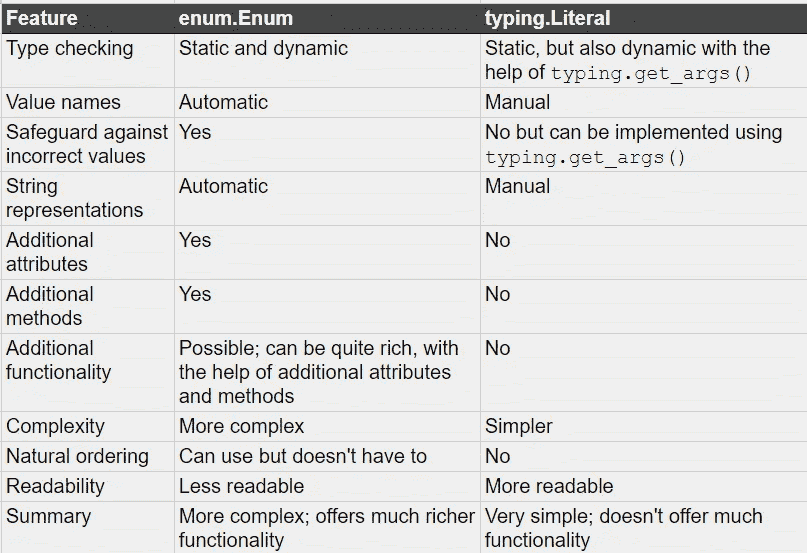 Feature enum.Enum typing.Literal
Type checking Static and dynamic Static, but also dynamic with the
help of typing.get_args()
Value names Automatic Manual
Safeguard against Yes No but can be implemented using
incorrect values typing.get_args()
String Automatic Manual
representations
Additional Yes No
attributes
Additional Yes No
methods
Additional Possible; can be quite rich, with No
functionality the help of additional attributes
and methods
Complexity More complex Simpler
Natural ordering Can use but doesn't have to No
Readability Less readable More readable
Summary More complex; offers much richer Very simple; doesn't offer much
functionality functionality